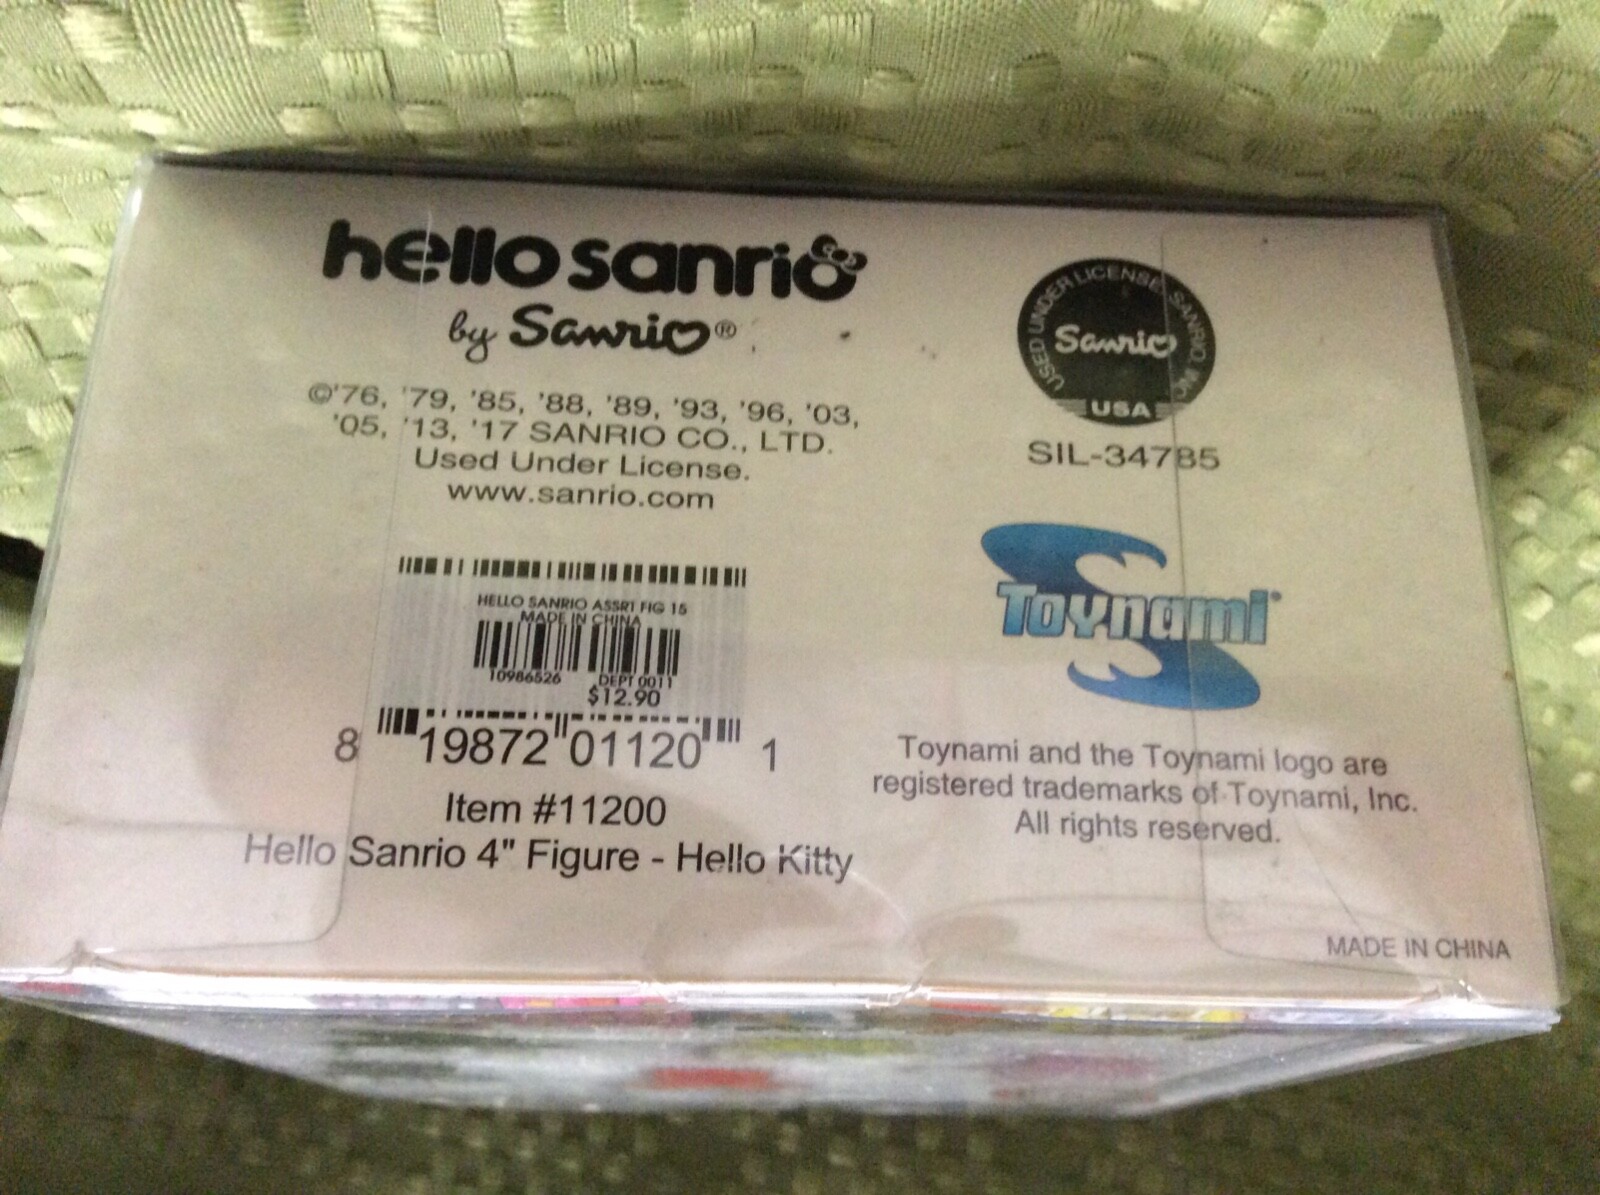 hello sanrio
by Sanrio®
©'76, '79, '85, '88, '89, '93, '96, '03,
'05, '13, '17 SANRIO CO., LTD.
Used Under License.
www.sanrio.com
HELLO SANRIO ASSRT FIG 15
MADE IN CHINA
10986526 DEPT 0011
$12.90
8 19872 01120 1
Item #11200
Hello Sanrio 4" Figure - Hello Kitty
USED UNDER LICENSE, SANRIO, INC.
Sanrio
USA
SIL-34785
Toynami
Toynami and the Toynami logo are
registered trademarks of Toynami, Inc.
All rights reserved.
MADE IN CHINA